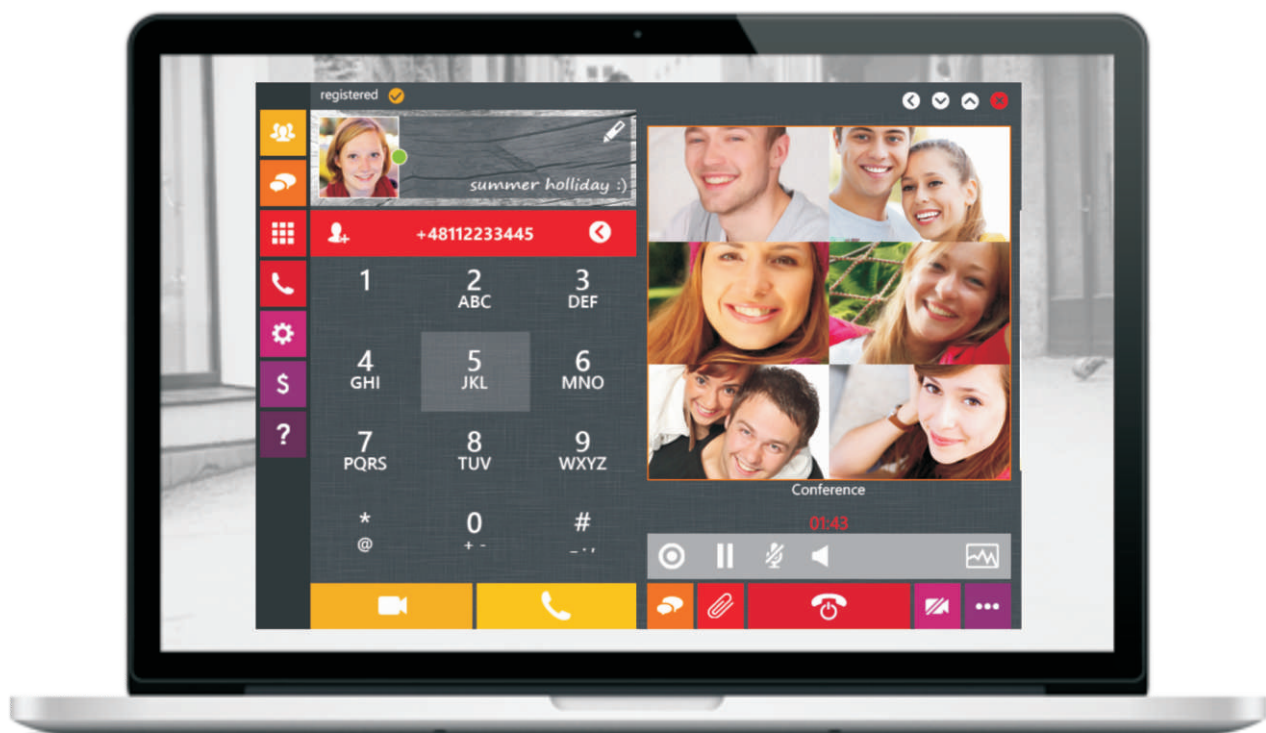 registered
summer holliday :)
+48112233445
1
2
ABC
3
DEF
4
GHI
5
JKL
6
MNO
7
PQRS
8
TUV
9
WXYZ
*
@
0
+ -
#
_ . ,
$
?
Conference
01:43